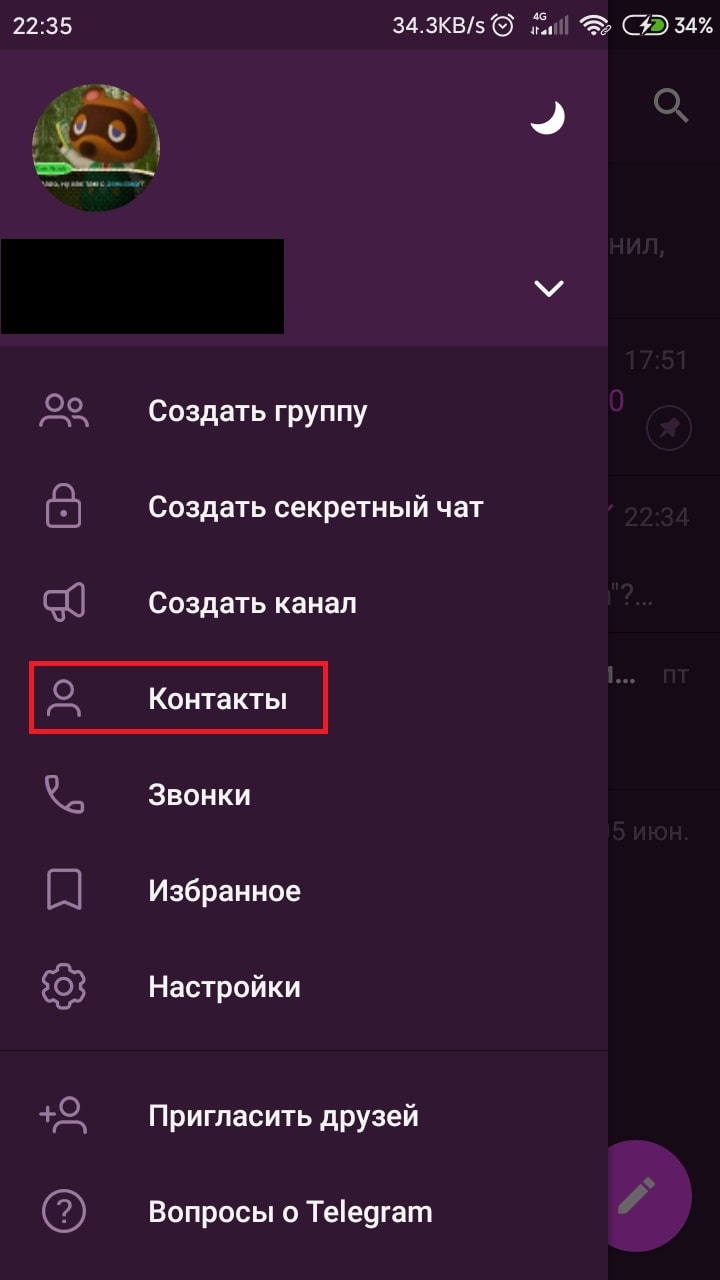 22:35 34.3KB/s 4G 34%
нил,
17:51
0
Создать группу
Создать секретный чат
22:34
"?...
Создать канал
Контакты
... пт
Звонки
5 июн.
Избранное
Настройки
Пригласить друзей
Вопросы о Telegram